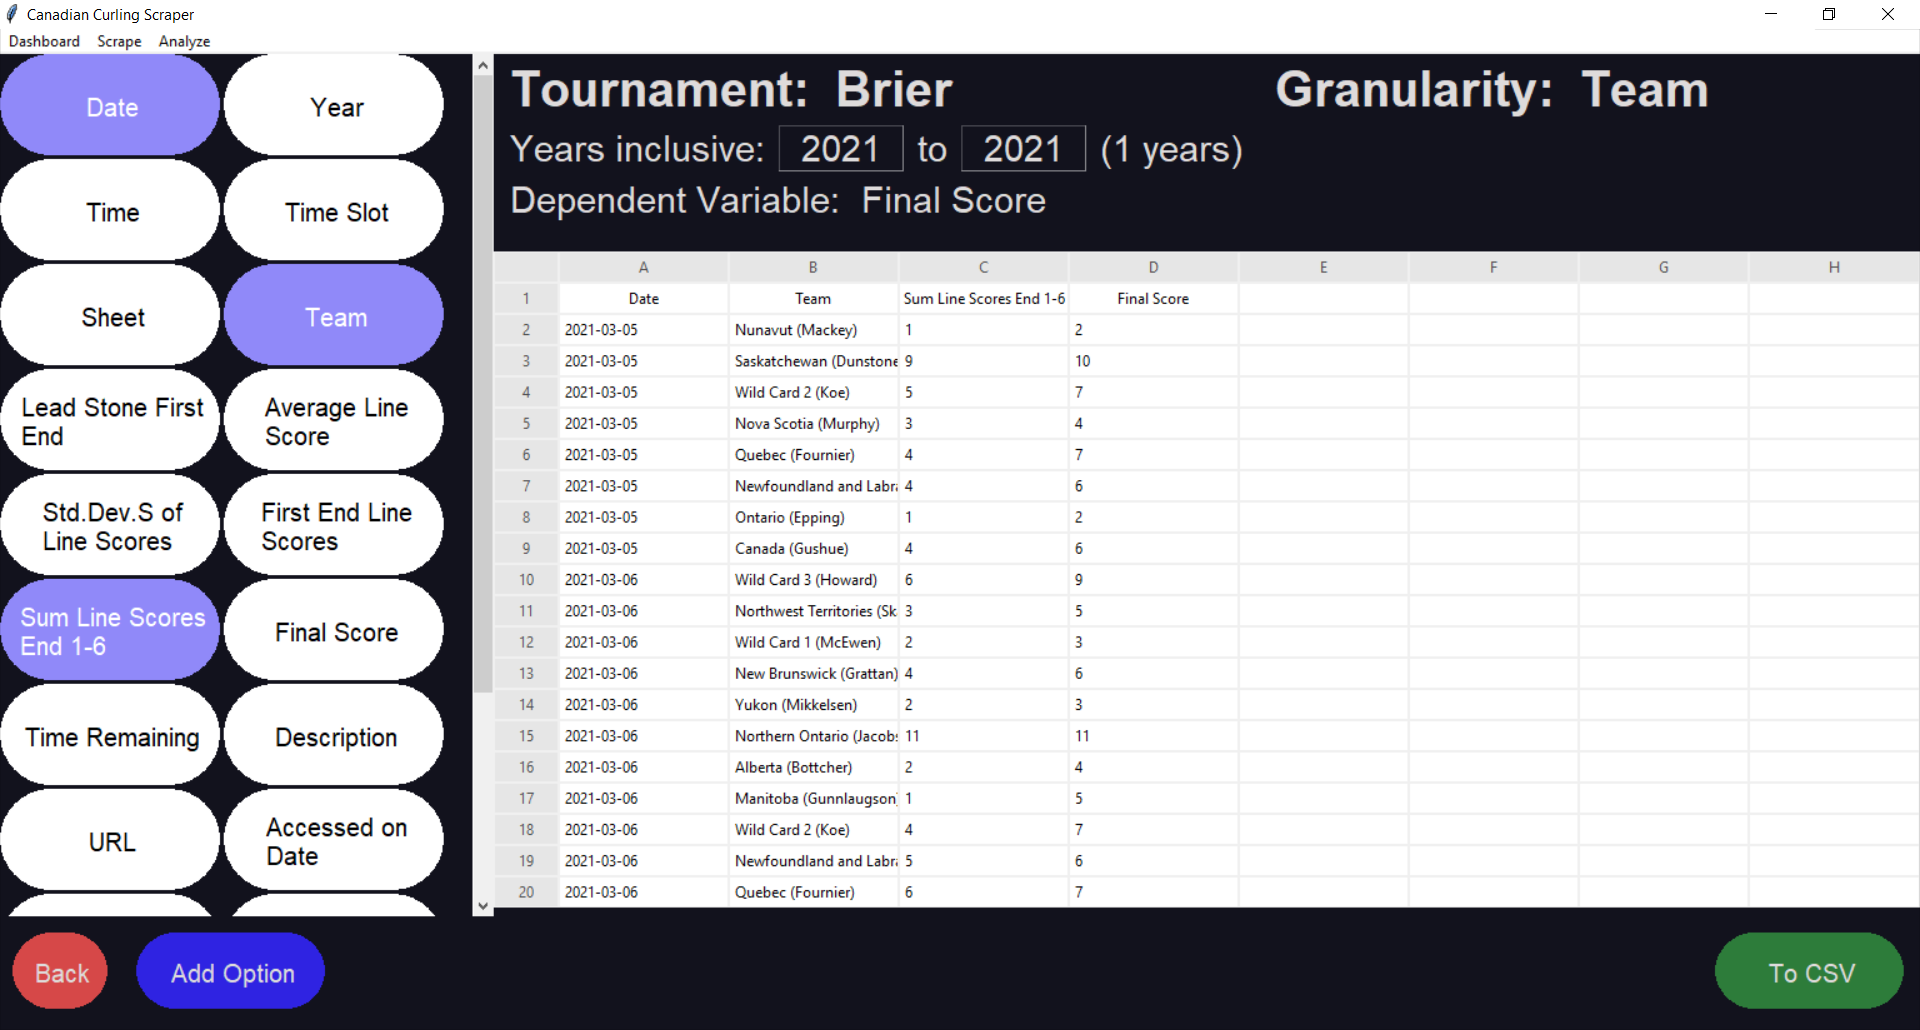 Canadian Curling Scraper
Dashboard Scrape Analyze
Date
Year
Time
Time Slot
Sheet
Team
Lead Stone First
End
Average Line
Score
Std.Dev.S of
Line Scores
First End Line
Scores
Sum Line Scores
End 1-6
Final Score
Time Remaining
Description
URL
Accessed on
Date
Back
Add Option
Tournament: Brier
Granularity: Team
Years inclusive: 2021 to 2021 (1 years)
Dependent Variable: Final Score
A B C D E F G H
1 Date Team Sum Line Scores End 1-6 Final Score
2 2021-03-05 Nunavut (Mackey) 1 2
3 2021-03-05 Saskatchewan (Dunstone 9 10
4 2021-03-05 Wild Card 2 (Koe) 5 7
5 2021-03-05 Nova Scotia (Murphy) 3 4
6 2021-03-05 Quebec (Fournier) 4 7
7 2021-03-05 Newfoundland and Labra 4 6
8 2021-03-05 Ontario (Epping) 1 2
9 2021-03-05 Canada (Gushue) 4 6
10 2021-03-06 Wild Card 3 (Howard) 6 9
11 2021-03-06 Northwest Territories (Sk 3 5
12 2021-03-06 Wild Card 1 (McEwen) 2 3
13 2021-03-06 New Brunswick (Grattan) 4 6
14 2021-03-06 Yukon (Mikkelsen) 2 3
15 2021-03-06 Northern Ontario (Jacobs 11 11
16 2021-03-06 Alberta (Bottcher) 2 4
17 2021-03-06 Manitoba (Gunnlaugson) 1 5
18 2021-03-06 Wild Card 2 (Koe) 4 7
19 2021-03-06 Newfoundland and Labra 5 6
20 2021-03-06 Quebec (Fournier) 6 7
To CSV